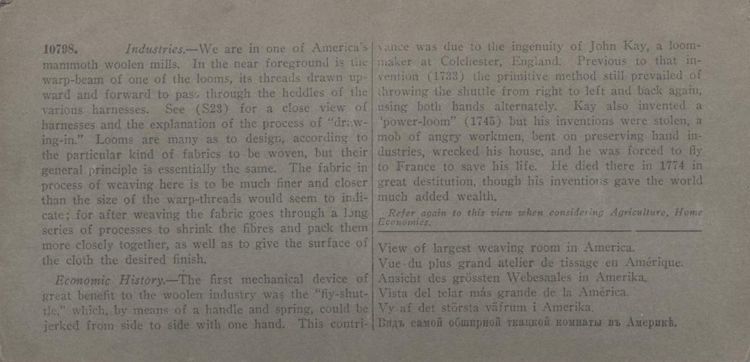 10798. Industries.—We are in one of America's
mammoth woolen mills. In the near foreground is the
warp-beam of one of the looms, its threads drawn up-
ward and forward to pass through the heddles of the
various harnesses. See (S23) for a close view of
harnesses and the explanation of the process of "draw-
ing-in." Looms are many as to design, according to
the particular kind of fabrics to be woven, but their
general principle is essentially the same. The fabric in
process of weaving here is to be much finer and closer
than the size of the warp-threads would seem to indi-
cate; for after weaving the fabric goes through a long
series of processes to shrink the fibres and pack them
more closely together, as well as to give the surface of
the cloth the desired finish.
Economic History.—The first mechanical device of
great benefit to the woolen industry was the "fly-shut-
tle," which, by means of a handle and spring, could be
jerked from side to side with one hand. This contri-
vance was due to the ingenuity of John Kay, a loom-
maker at Colchester, England. Previous to that in-
vention (1733) the primitive method still prevailed of
throwing the shuttle from right to left and back again,
using both hands alternately. Kay also invented a
"power-loom" (1745) but his inventions were stolen, a
mob of angry workmen, bent on preserving hand in-
dustries, wrecked his house, and he was forced to fly
to France to save his life. He died there in 1774 in
great destitution, though his inventions gave the world
much added wealth.
Refer again to this view when considering Agriculture, Home
Economics.
View of largest weaving room in America.
Vue du plus grand atelier de tissage en Amérique.
Ansicht des grössten Webesaales in Amerika.
Vista del telar más grande de la América.
Vy af det största väfrum i Amerika.
Видъ самой обширной ткацкой комнаты въ Америкѣ.